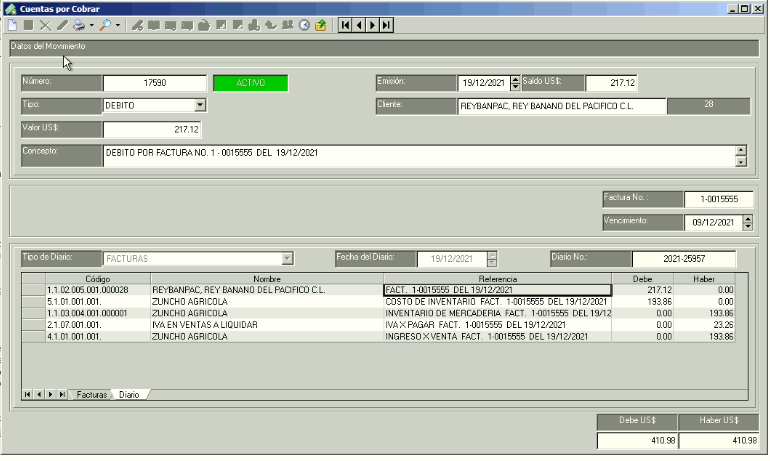 Cuentas por Cobrar
Datos del Movimiento
Número: 17590 ACTIVO Emisión: 19/12/2021 Saldo US$: 217.12
Tipo: DEBITO Cliente: REYBANPAC, REY BANANO DEL PACIFICO C.L. 28
Valor US$: 217.12
Concepto: DEBITO POR FACTURA NO. 1 - 0015555 DEL 19/12/2021
Factura No. : 1-0015555
Vencimiento: 09/12/2021
Tipo de Diario: FACTURAS Fecha del Diario: 19/12/2021 Diario No.: 2021-25957
Código Nombre Referencia Debe Haber
1.1.02.005.001.000028 REYBANPAC, REY BANANO DEL PACIFICO C.L. FACT. 1-0015555 DEL 19/12/2021 217.12 0.00
5.1.01.001.001. ZUNCHO AGRICOLA COSTO DE INVENTARIO FACT. 1-0015555 DEL 19/12/2021 193.86 0.00
1.1.03.004.001.000001 ZUNCHO AGRICOLA INVENTARIO DE MERCADERIA FACT. 1-0015555 DEL 19/12 0.00 193.86
2.1.07.001.001. IVA EN VENTAS A LIQUIDAR IVA X PAGAR FACT. 1-0015555 DEL 19/12/2021 0.00 23.26
4.1.01.001.001. ZUNCHO AGRICOLA INGRESO X VENTA FACT. 1-0015555 DEL 19/12/2021 0.00 193.86
Facturas Diario
Debe US$ Haber US$
410.98 410.98